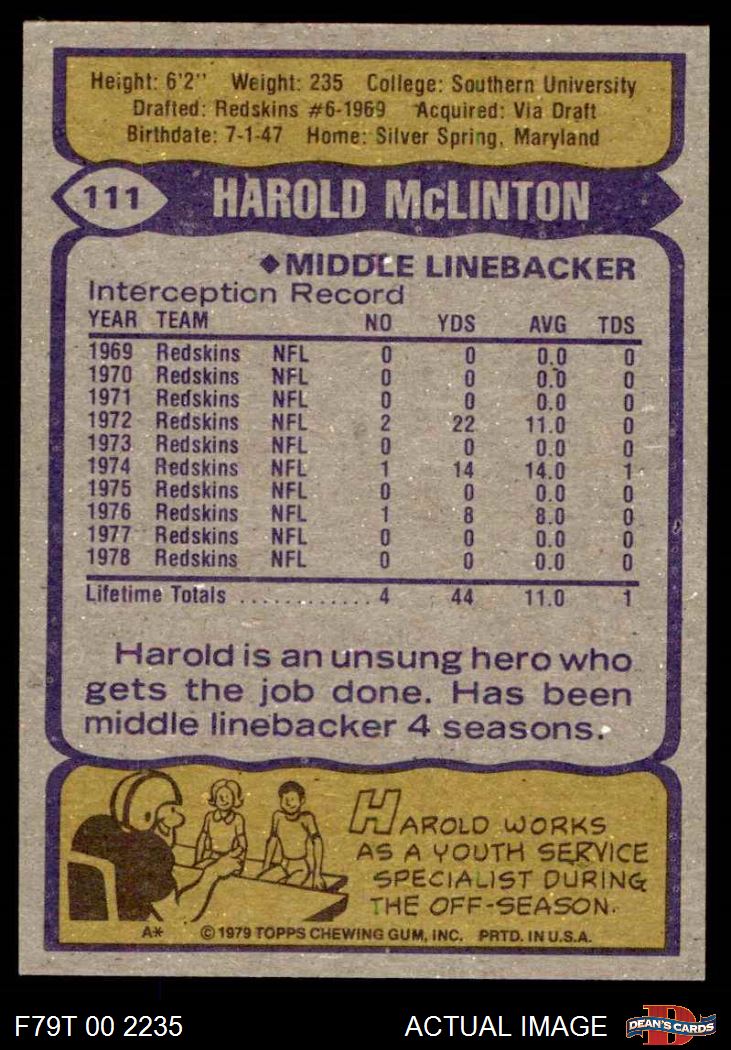 Height: 6'2" Weight: 235 College: Southern University
Drafted: Redskins #6-1969 Acquired: Via Draft
Birthdate: 7-1-47 Home: Silver Spring, Maryland
111 HAROLD McLINTON
◆MIDDLE LINEBACKER
Interception Record
YEAR TEAM NO YDS AVG TDS
1969 Redskins NFL 0 0 0.0 0
1970 Redskins NFL 0 0 0.0 0
1971 Redskins NFL 0 0 0.0 0
1972 Redskins NFL 2 22 11.0 0
1973 Redskins NFL 0 0 0.0 0
1974 Redskins NFL 1 14 14.0 1
1975 Redskins NFL 0 0 0.0 0
1976 Redskins NFL 1 8 8.0 0
1977 Redskins NFL 0 0 0.0 0
1978 Redskins NFL 0 0 0.0 0
Lifetime Totals ............ 4 44 11.0 1
Harold is an unsung hero who
gets the job done. Has been
middle linebacker 4 seasons.
HAROLD WORKS
AS A YOUTH SERVICE
SPECIALIST DURING
THE OFF-SEASON.
A* © 1979 TOPPS CHEWING GUM, INC. PRTD. IN U.S.A.
F79T 00 2235 ACTUAL IMAGE D DEAN'S CARDS